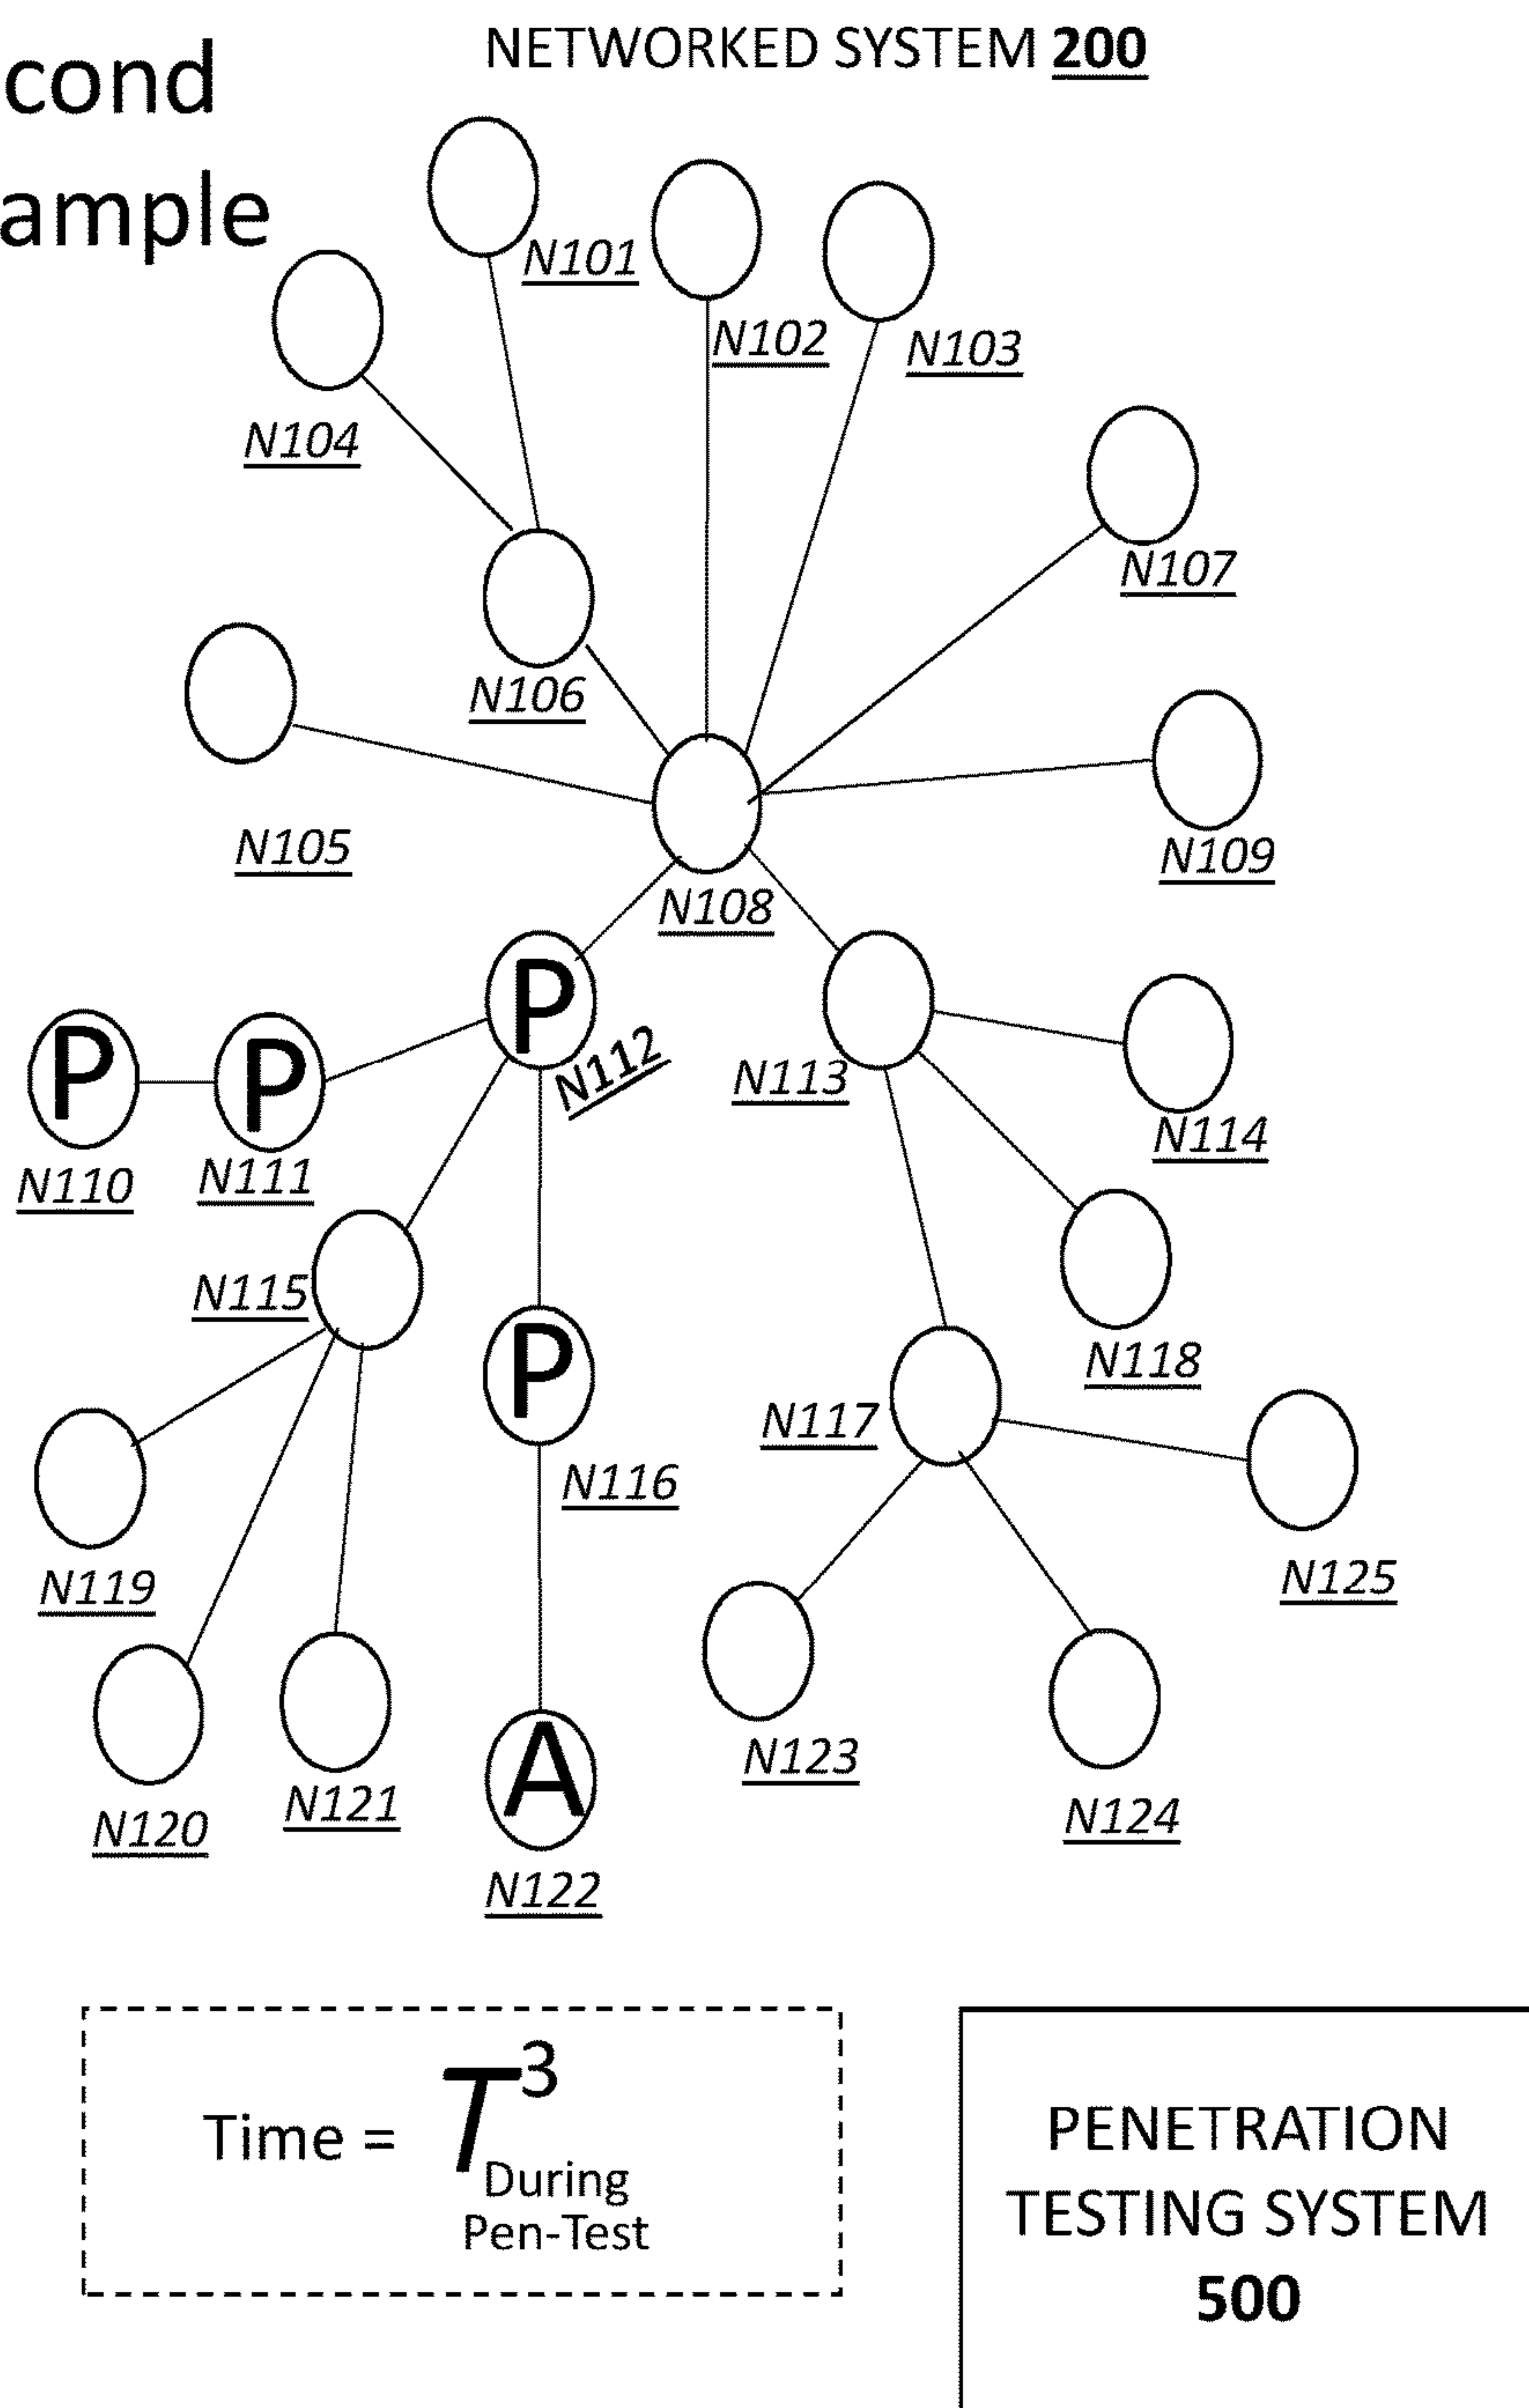 NETWORKED SYSTEM 200
cond
ample
N101
N102
N103
N104
N107
N106
N105
N109
N108
P
N112
P
P
N113
N114
N110
N111
N115
P
N118
N117
N116
N119
N125
A
N123
N121
N124
N120
N122
Time = T3
During
Pen-Test
PENETRATION
TESTING SYSTEM
500